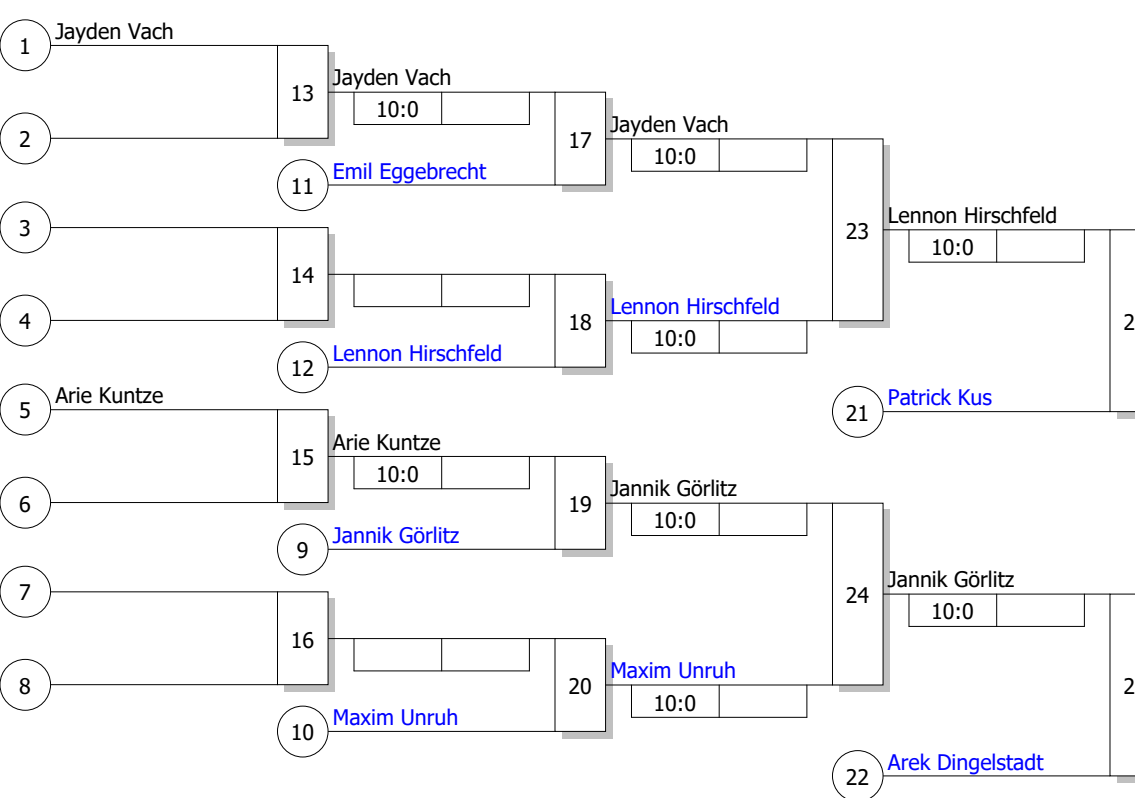 Jayden Vach
1
13
Jayden Vach
10:0
2
17
Jayden Vach
10:0
11
Emil Eggebrecht
3
23
Lennon Hirschfeld
10:0
14
4
18
Lennon Hirschfeld
10:0
2
12
Lennon Hirschfeld
5
Arie Kuntze
21
Patrick Kus
15
Arie Kuntze
10:0
6
19
Jannik Görlitz
10:0
9
Jannik Görlitz
7
24
Jannik Görlitz
10:0
16
8
20
Maxim Unruh
10:0
2
10
Maxim Unruh
22
Arek Dingelstadt